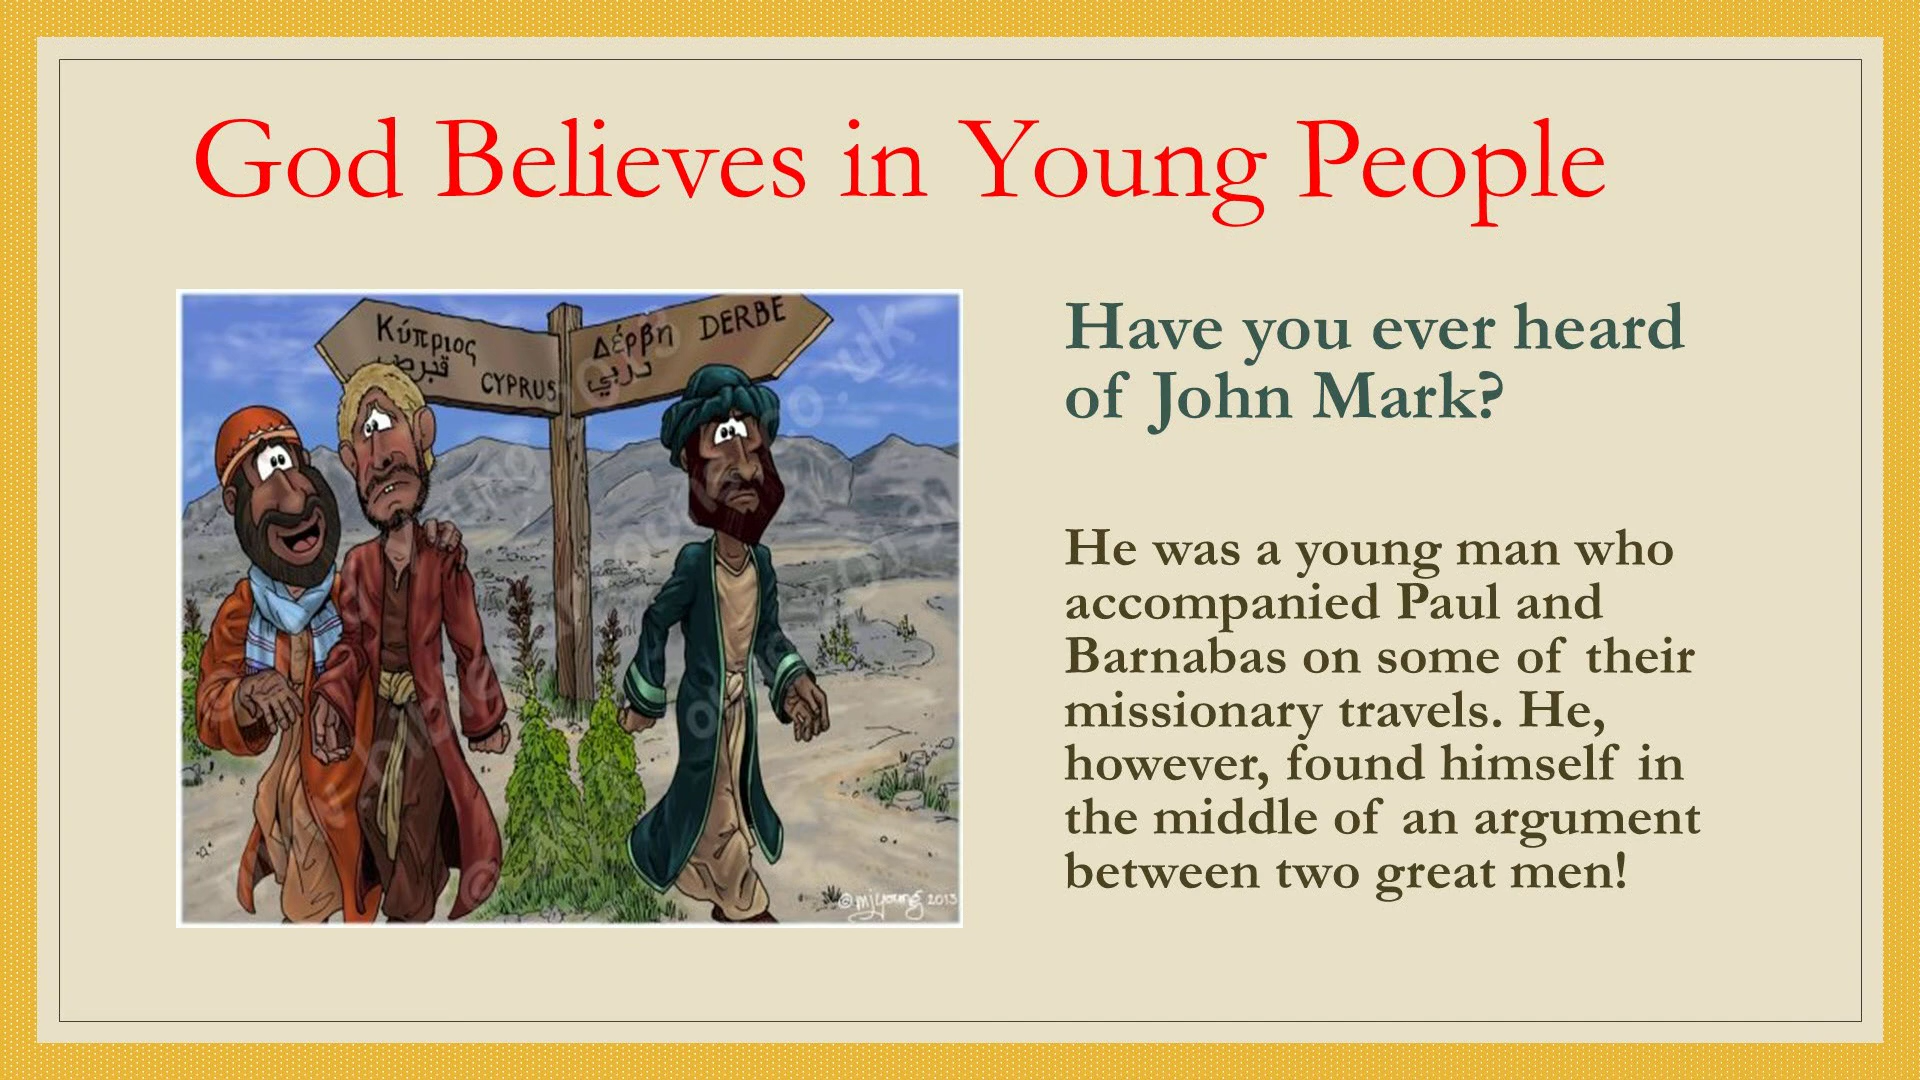 God Believes in Young People
Κύπριος
قبرص
CYPRUS
Δέρβη DERBE
دربي
Have you ever heard
of John Mark?
He was a young man who
accompanied Paul and
Barnabas on some of their
missionary travels. He,
however, found himself in
the middle of an argument
between two great men!
©mjyoung 2013